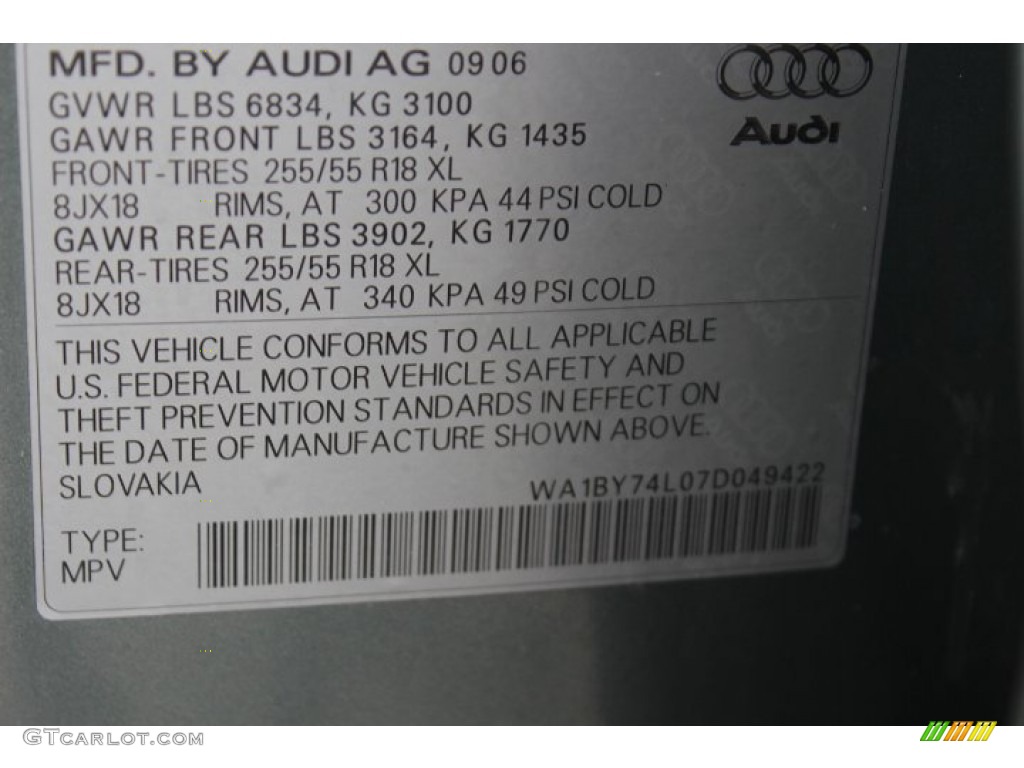 MFD. BY AUDI AG 09 06
GVWR LBS 6834, KG 3100
GAWR FRONT LBS 3164, KG 1435
FRONT-TIRES 255/55 R18 XL
8JX18 RIMS, AT 300 KPA 44 PSI COLD
GAWR REAR LBS 3902, KG 1770
REAR-TIRES 255/55 R18 XL
8JX18 RIMS, AT 340 KPA 49 PSI COLD
Audi
THIS VEHICLE CONFORMS TO ALL APPLICABLE
U.S. FEDERAL MOTOR VEHICLE SAFETY AND
THEFT PREVENTION STANDARDS IN EFFECT ON
THE DATE OF MANUFACTURE SHOWN ABOVE.
SLOVAKIA WA1BY74L07D049422
TYPE:
MPV
GTcarlot.com